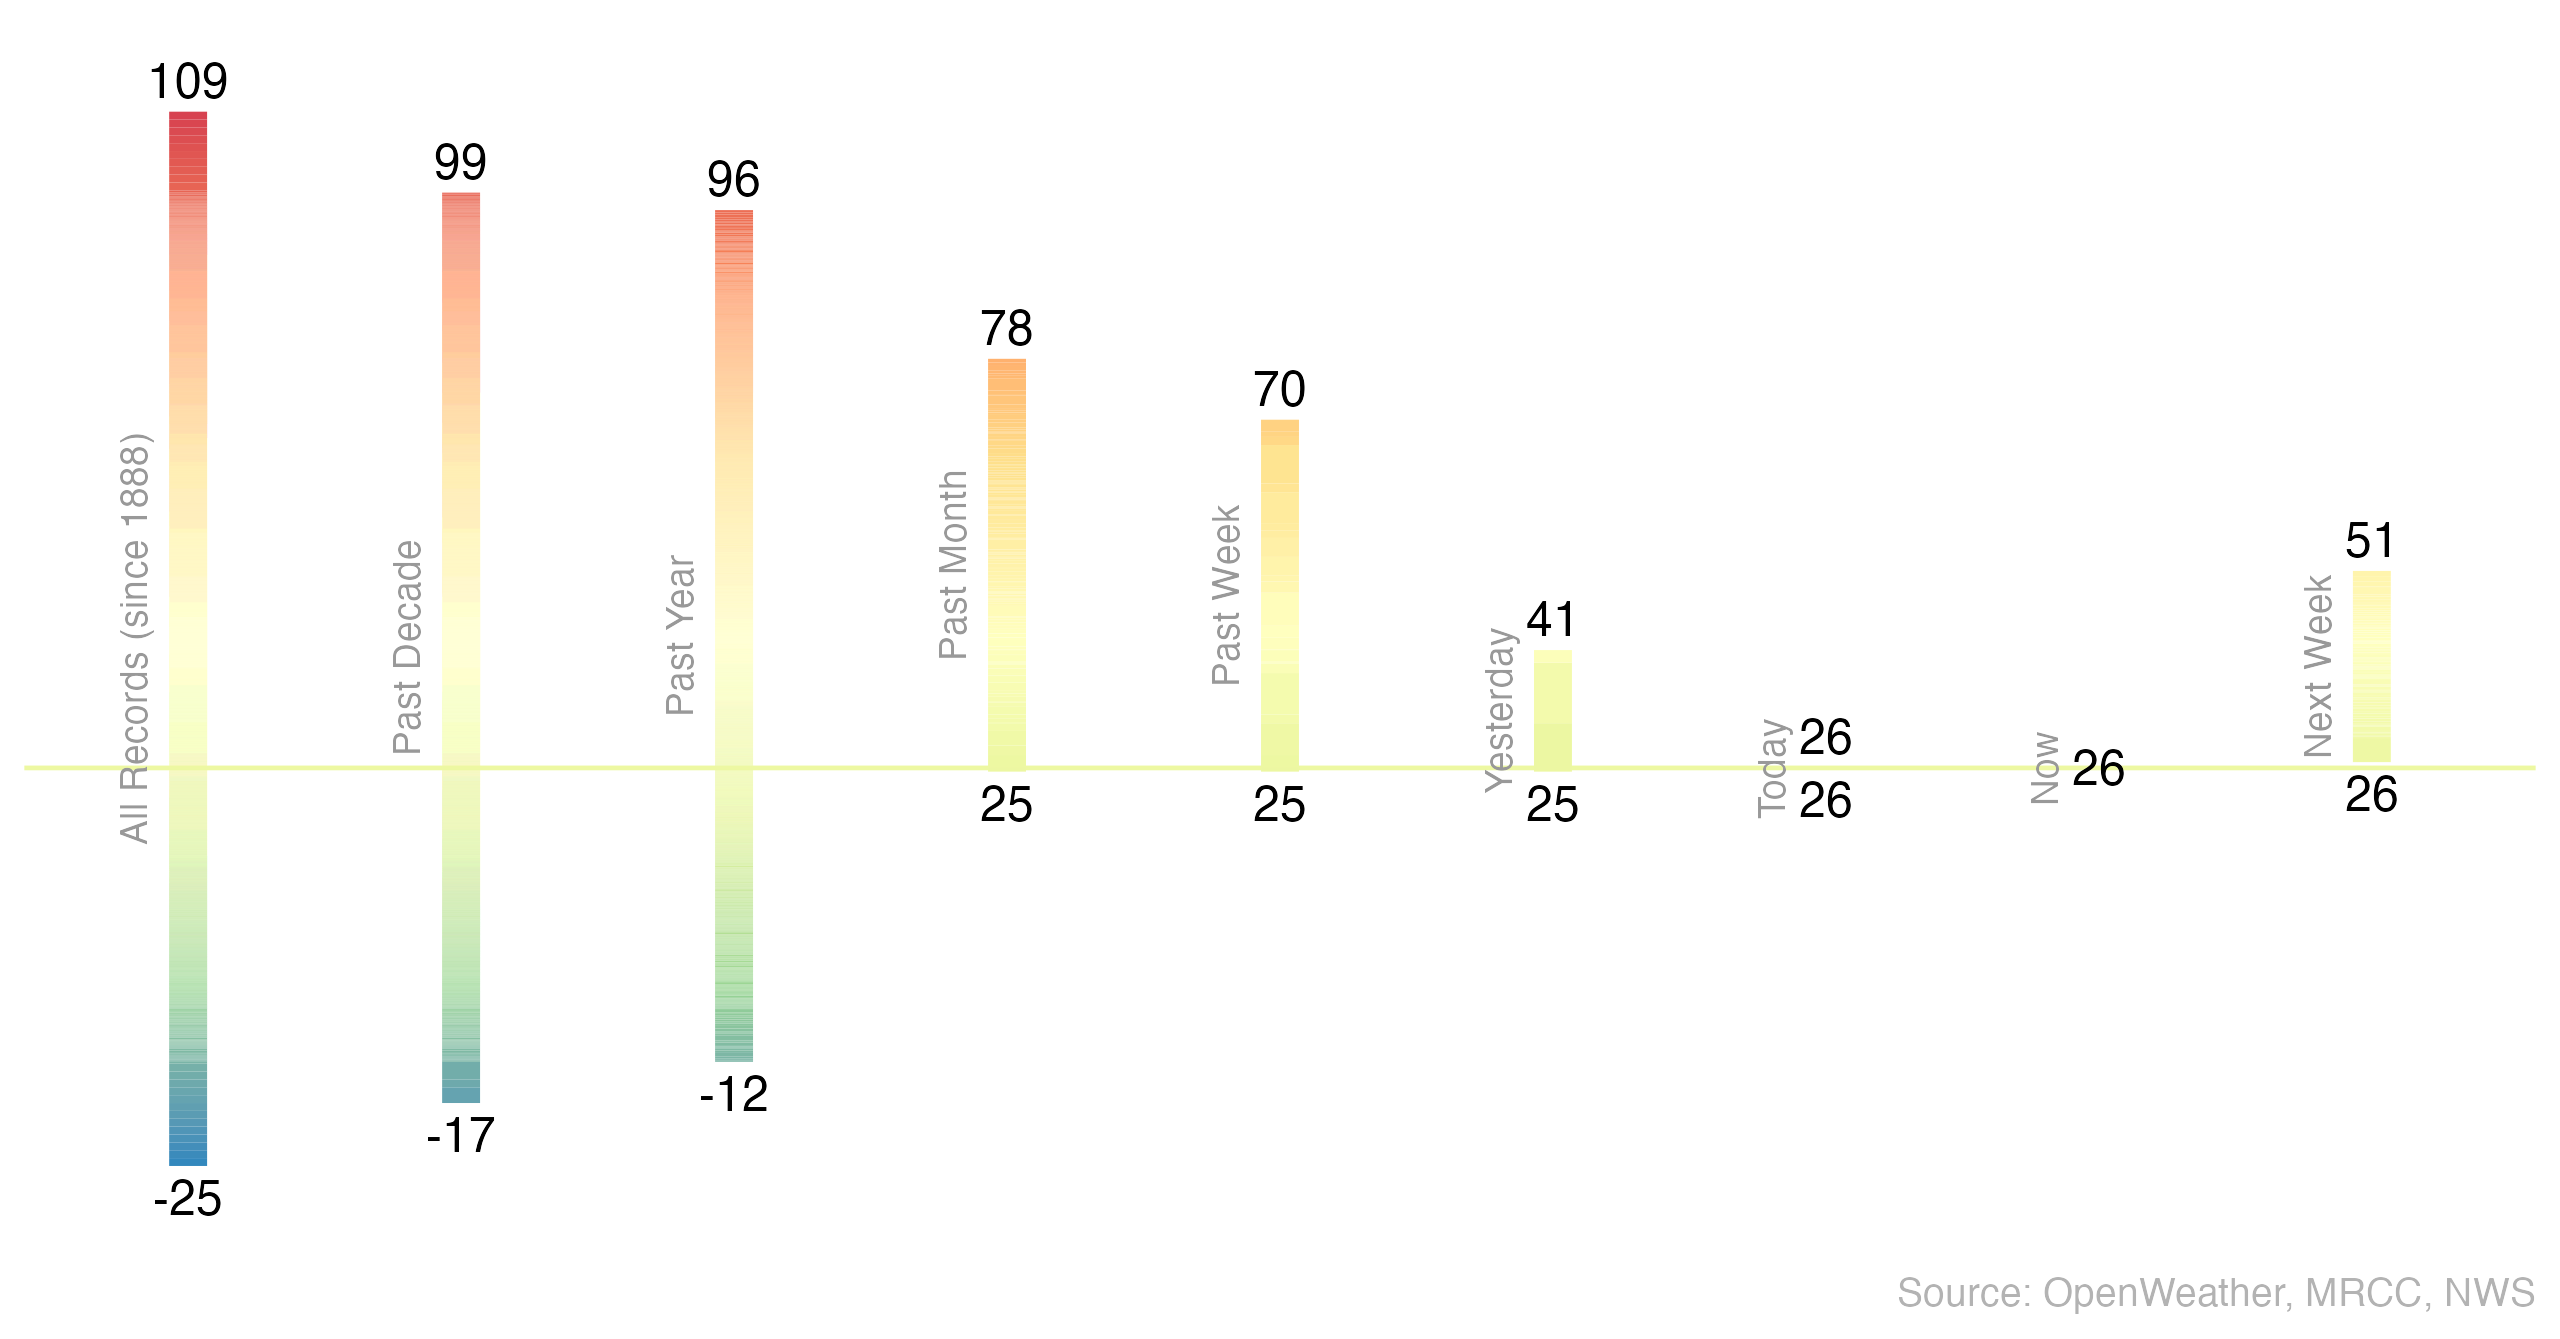 109
All Records (since 1888)
-25
99
Past Decade
-17
96
Past Year
-12
78
Past Month
25
70
Past Week
25
41
Yesterday
25
26
Today
26
Now
26
51
Next Week
26
Source: OpenWeather, MRCC, NWS